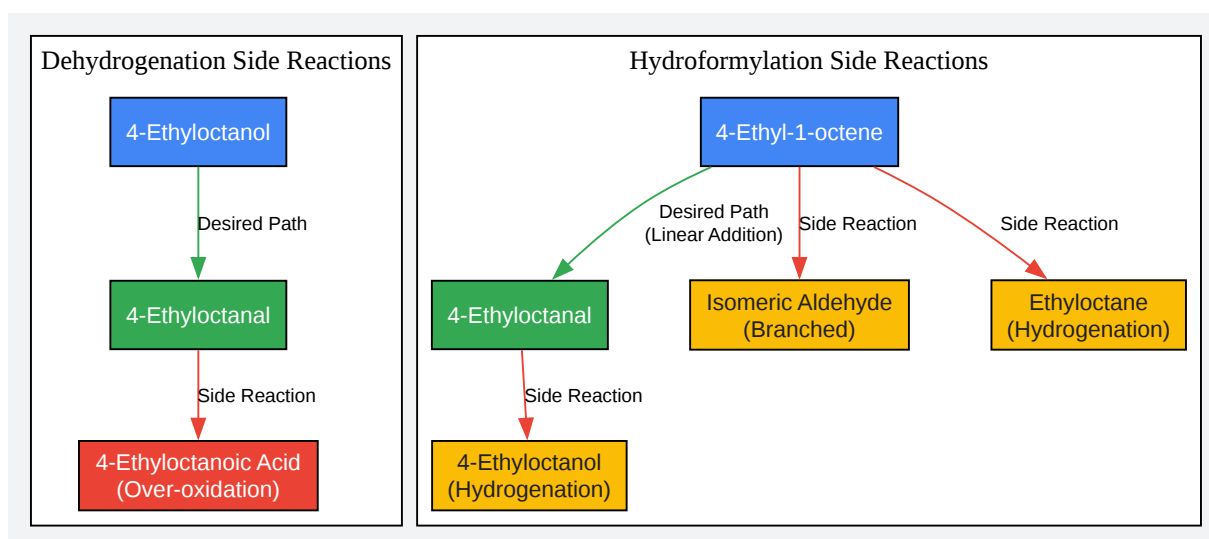 Dehydrogenation Side Reactions
4-Ethyloctanol
Desired Path
4-Ethyloctanal
Side Reaction
4-Ethyloctanoic Acid
(Over-oxidation)
Hydroformylation Side Reactions
4-Ethyl-1-octene
Desired Path
(Linear Addition)
Side Reaction
Side Reaction
4-Ethyloctanal
Isomeric Aldehyde
(Branched)
Ethyloctane
(Hydrogenation)
Side Reaction
4-Ethyloctanol
(Hydrogenation)